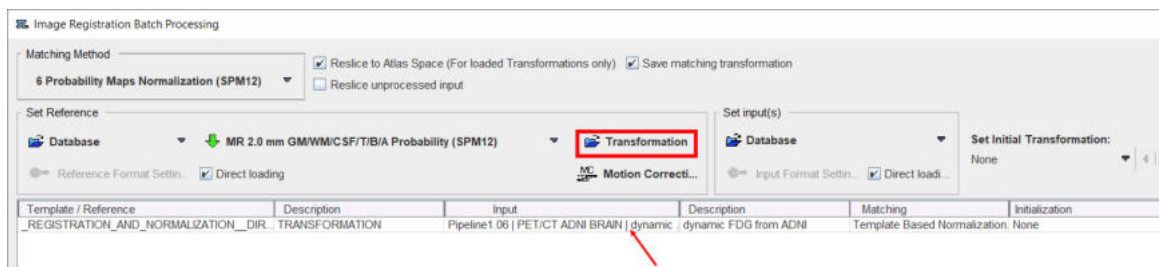 Image Registration Batch Processing
Matching Method
6 Probability Maps Normalization (SPM12)
Reslice to Atlas Space (For loaded Transformations only) Save matching transformation
Reslice unprocessed input
Set Reference
Database MR 2.0 mm GM/WM/CSF/T/B/A Probability (SPM12) Transformation
Reference Format Settin... Direct loading MC Motion Correcti...
Set input(s)
Database
Input Format Settin... Direct loadi...
Set Initial Transformation:
None
Template / Reference Description Input Description Matching Initialization
_REGISTRATION_AND_NORMALIZATION__DIR... TRANSFORMATION Pipeline1.06 | PET/CT ADNI BRAIN | dynamic dynamic FDG from ADNI Template Based Normalization None